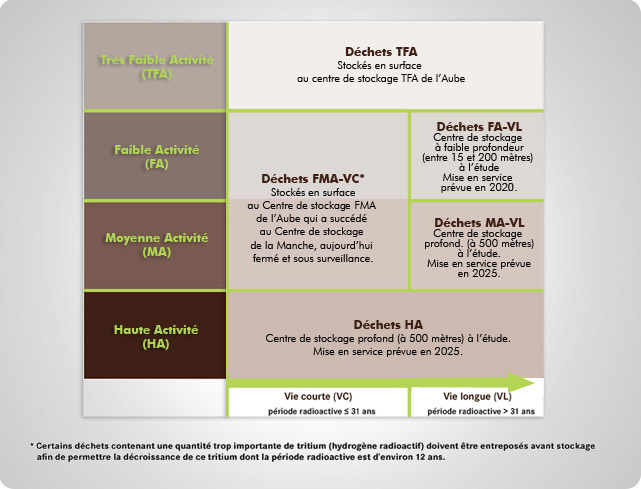 Très Faible Activité
(TFA)
Déchets TFA
Stockés en surface
au centre de stockage TFA de l'Aube
Faible Activité
(FA)
Déchets FMA-VC*
Stockés en surface
au Centre de stockage FMA
de l'Aube qui a succédé
au Centre de stockage
de la Manche, aujourd'hui
fermé et sous surveillance.
Déchets FA-VL
Centre de stockage
à faible profondeur
(entre 15 et 200 mètres)
à l'étude
Mise en service
prévue en 2020.
Moyenne Activité
(MA)
Déchets MA-VL
Centre de stockage
profond. (à 500 mètres)
à l'étude.
Mise en service prévue
en 2025.
Haute Activité
(HA)
Déchets HA
Centre de stockage profond (à 500 mètres) à l'étude.
Mise en service prévue en 2025.
Vie courte (VC)
période radioactive ≤ 31 ans
Vie longue (VL)
période radioactive > 31 ans
* Certains déchets contenant une quantité trop importante de tritium (hydrogène radioactif) doivent être entreposés avant stockage
afin de permettre la décroissance de ce tritium dont la période radioactive est d'environ 12 ans.